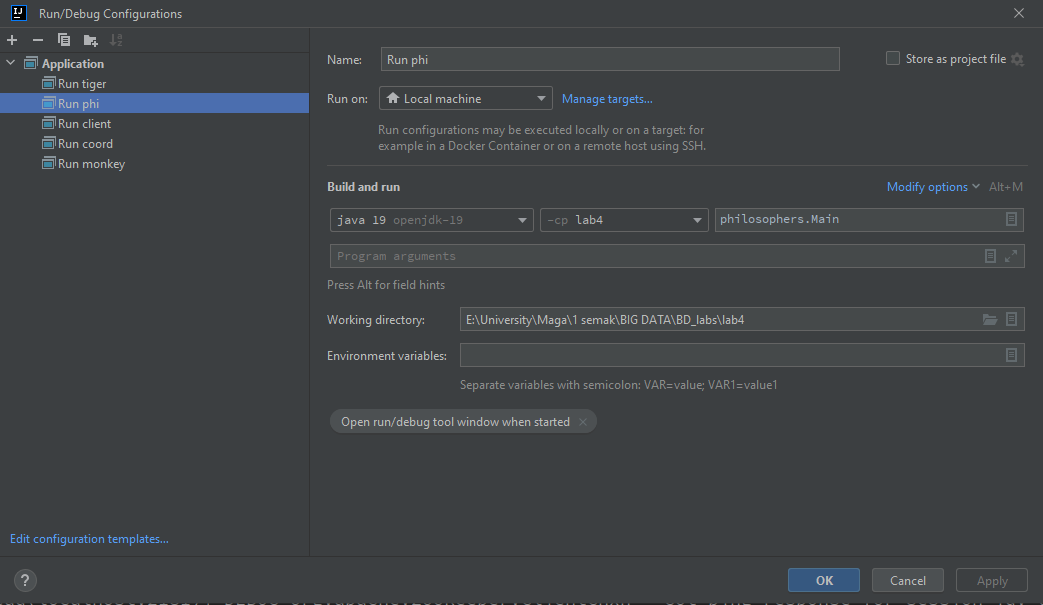 IJ Run/Debug Configurations
Application
Run tiger
Run phi
Run client
Run coord
Run monkey
Edit configuration templates...
?
Name: Run phi Store as project file
Run on: Local machine Manage targets...
Run configurations may be executed locally or on a target: for
example in a Docker Container or on a remote host using SSH.
Build and run Modify options Alt+M
java 19 openjdk-19 -cp lab4 philosophers.Main
Program arguments
Press Alt for field hints
Working directory: E:\University\Maga\1 semak\BIG DATA\BD_labs\lab4
Environment variables:
Separate variables with semicolon: VAR=value; VAR1=value1
Open run/debug tool window when started
OK Cancel Apply